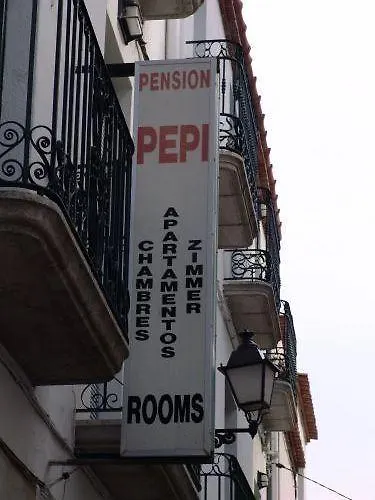 PENSION
PEPI
CHAMBRES
APARTAMENTOS
ZIMMER
ROOMS